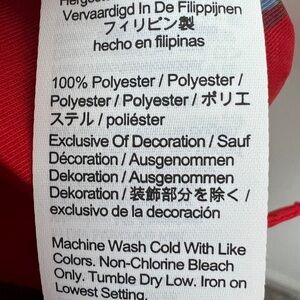 Vervaardigd In De Filippijnen
フィリピン製
hecho en filipinas
100% Polyester / Polyester /
Polyester / Polyester / ポリエ
ステル / poliéster
Exclusive Of Decoration / Sauf
Décoration / Ausgenommen
Dekoration / Ausgenommen
Dekoration / 装飾部分を除く /
exclusivo de la decoración
Machine Wash Cold With Like
Colors. Non-Chlorine Bleach
Only. Tumble Dry Low. Iron on
Lowest Setting.